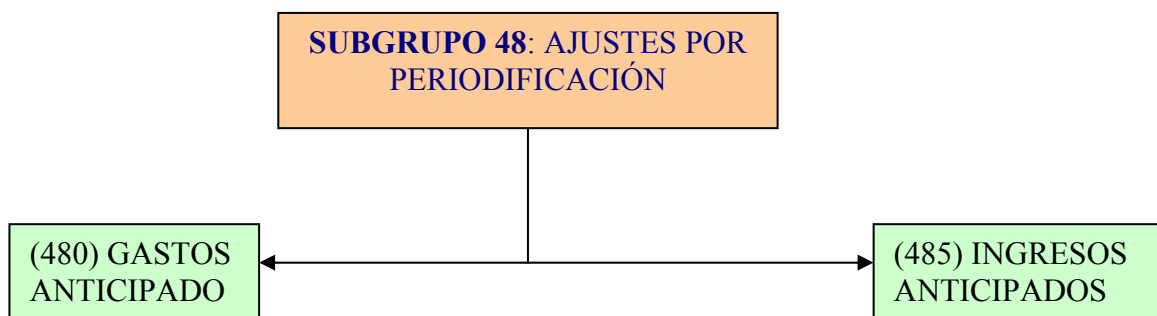 SUBGRUPO 48: AJUSTES POR
PERIODIFICACIÓN
(480) GASTOS
ANTICIPADO
(485) INGRESOS
ANTICIPADOS